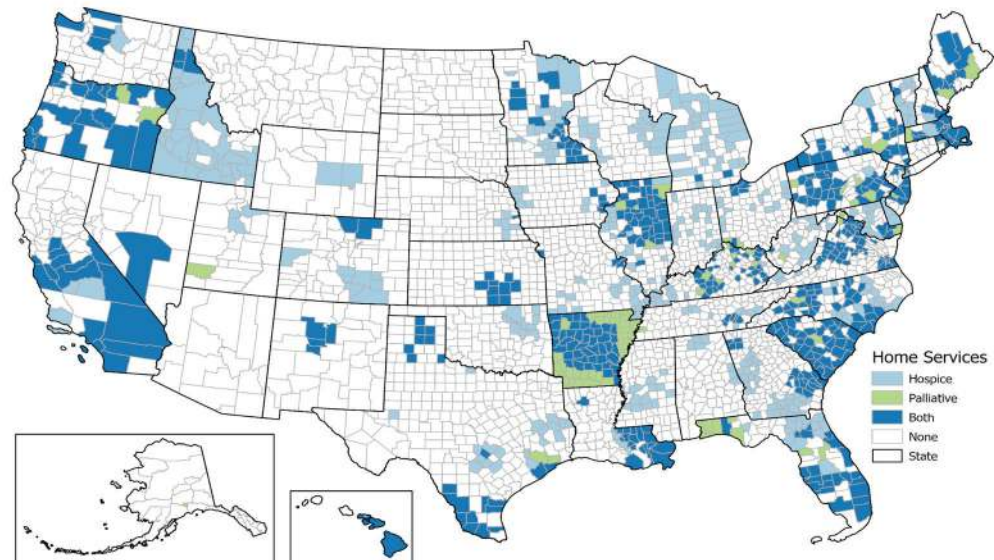 Home Services
Hospice
Palliative
Both
None
State